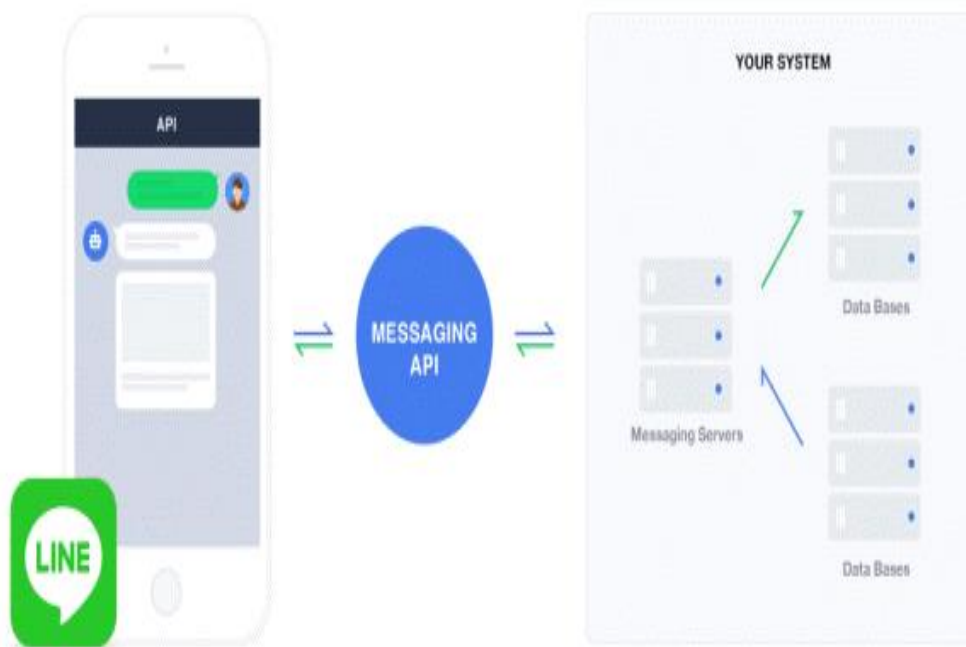 API
LINE
MESSAGING
API
YOUR SYSTEM
Messaging Servers
Data Bases
Data Bases